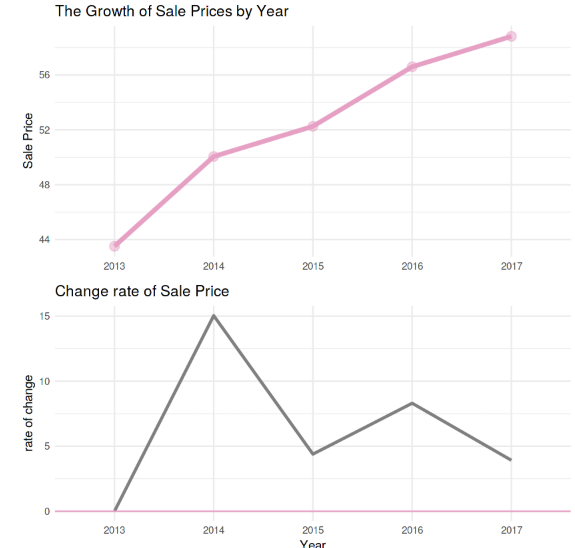 The Growth of Sale Prices by Year
Sale Price
56
52
48
44
2013 2014 2015 2016 2017
Change rate of Sale Price
rate of change
15
10
5
0
2013 2014 2015 2016 2017
Year